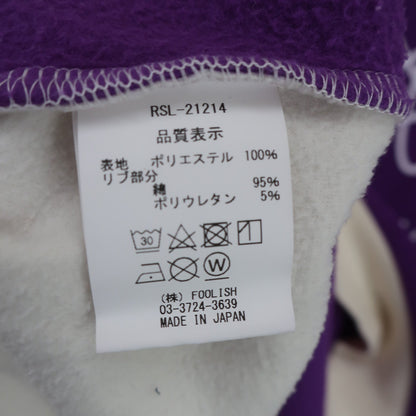 RSL-21214
品質表示
表地 ポリエステル 100%
リブ部分
綿 95%
ポリウレタン 5%
30
W
(株) FOOLISH
03-3724-3639
MADE IN JAPAN